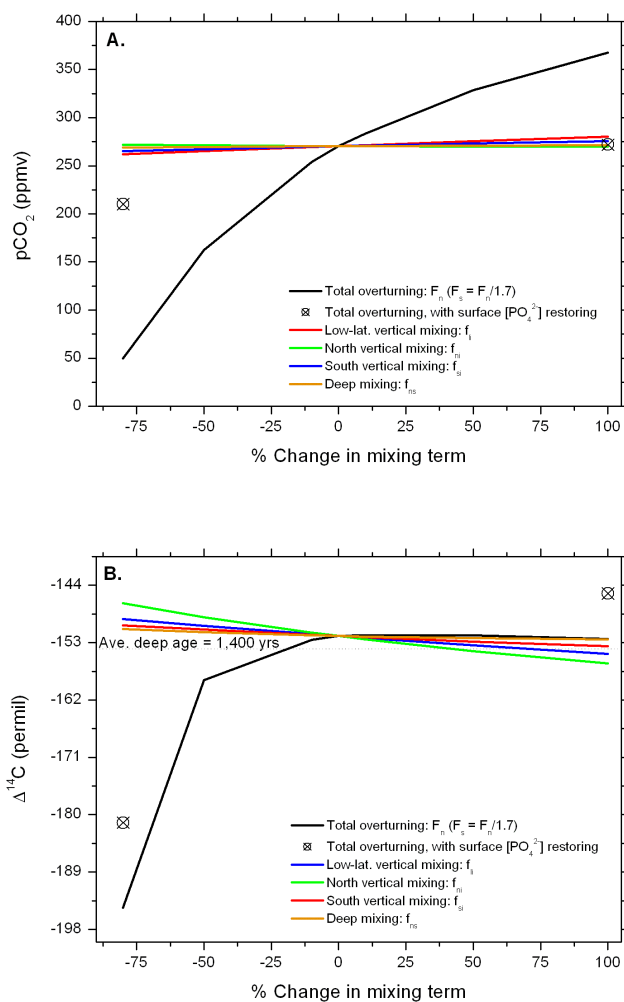 A.
400
350
300
250
200
150
100
50
0
pCO₂ (ppmv)
Total overturning: Fₙ (Fₛ = Fₙ/1.7)
Total overturning, with surface [PO₄²⁻] restoring
Low-lat. vertical mixing: fₗᵢ
North vertical mixing: fₙᵢ
South vertical mixing: fₛᵢ
Deep mixing: fₙₛ
-75 -50 -25 0 25 50 75 100
% Change in mixing term
B.
-144
-153
-162
-171
-180
-189
-198
Δ¹⁴C (permil)
Ave. deep age = 1,400 yrs
Total overturning: Fₙ (Fₛ = Fₙ/1.7)
Total overturning, with surface [PO₄²⁻] restoring
Low-lat. vertical mixing: fₗᵢ
North vertical mixing: fₙᵢ
South vertical mixing: fₛᵢ
Deep mixing: fₙₛ
-75 -50 -25 0 25 50 75 100
% Change in mixing term